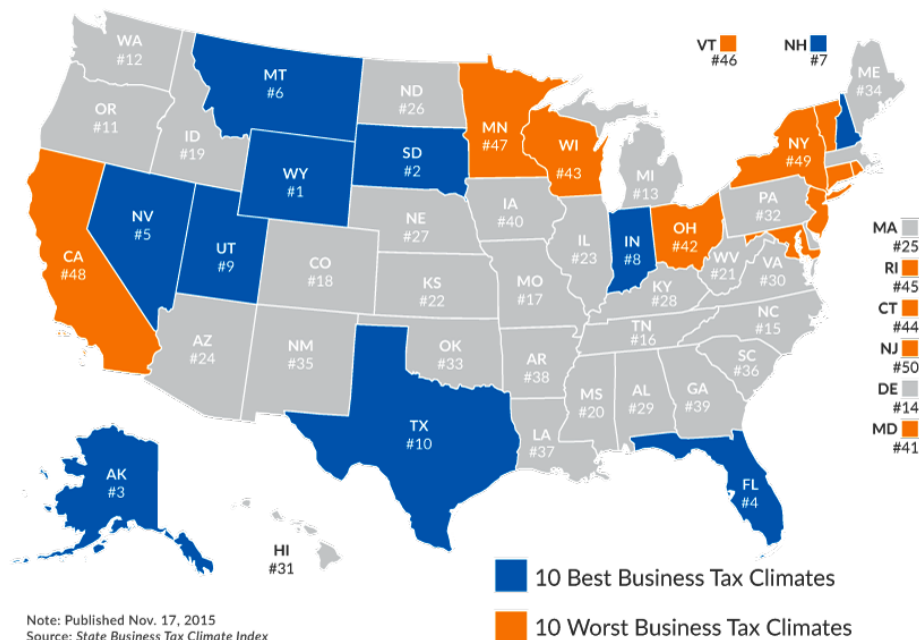 WA
#12
OR
#11
CA
#48
NV
#5
ID
#19
MT
#6
WY
#1
UT
#9
AZ
#24
CO
#18
NM
#35
ND
#26
SD
#2
NE
#27
KS
#22
OK
#33
TX
#10
MN
#47
IA
#40
MO
#17
AR
#38
LA
#37
WI
#43
IL
#23
MI
#13
IN
#8
OH
#42
KY
#28
TN
#16
MS
#20
AL
#29
GA
#39
FL
#4
SC
#36
NC
#15
VA
#30
WV
#21
PA
#32
NY
#49
ME
#34
VT
#46
NH
#7
MA
#25
RI
#45
CT
#44
NJ
#50
DE
#14
MD
#41
AK
#3
HI
#31
10 Best Business Tax Climates
10 Worst Business Tax Climates
Note: Published Nov. 17, 2015
Source: State Business Tax Climate Index